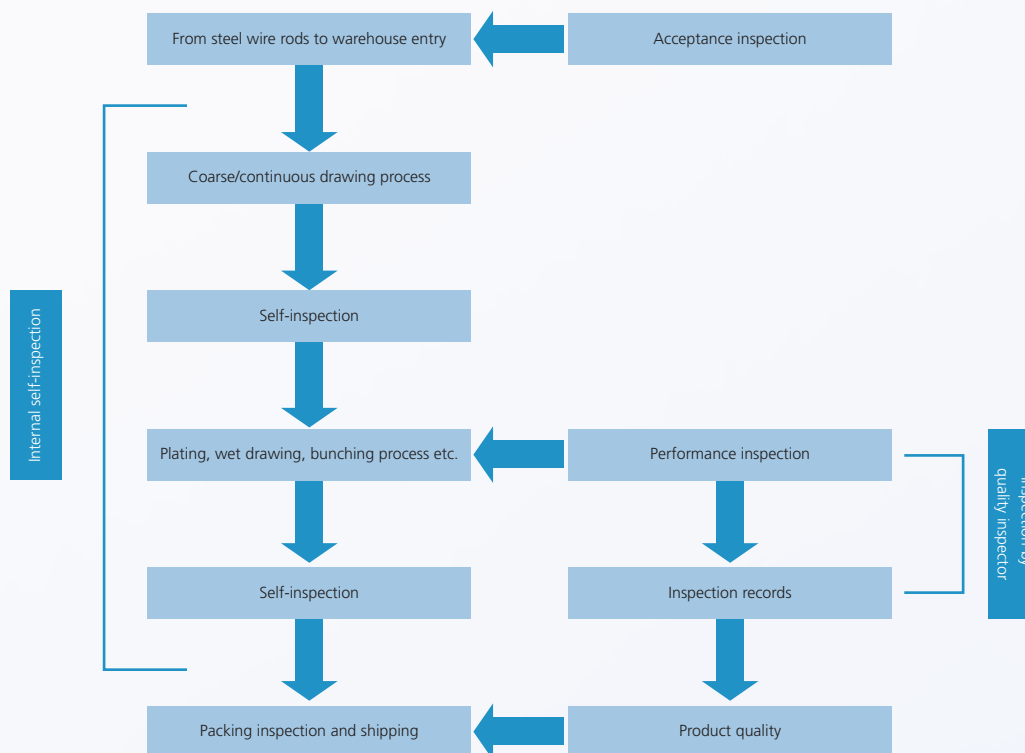 From steel wire rods to warehouse entry
Acceptance inspection
Coarse/continuous drawing process
Self-inspection
Internal self-inspection
Plating, wet drawing, bunching process etc.
Performance inspection
Inspection by
quality inspector
Self-inspection
Inspection records
Packing inspection and shipping
Product quality